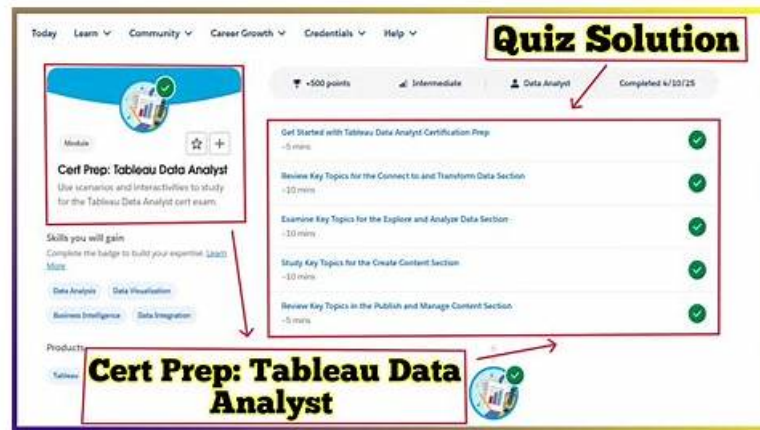 Today Learn Community Career Growth Credentials Help
Quiz Solution
+500 points Intermediate Data Analyst Completed 4/10/25
Module
Cert Prep: Tableau Data Analyst
Use scenarios and interactivities to study
for the Tableau Data Analyst cert exam.
Skills you will gain
Complete the badge to build your expertise. Learn
More
Data Analysis Data Visualization
Business Intelligence Data Integration
Products
Tableau
Get Started with Tableau Data Analyst Certification Prep
~5 mins
Review Key Topics for the Connect to and Transform Data Section
~10 mins
Examine Key Topics for the Explore and Analyze Data Section
~10 mins
Study Key Topics for the Create Content Section
~10 mins
Review Key Topics in the Publish and Manage Content Section
~5 mins
Cert Prep: Tableau Data
Analyst